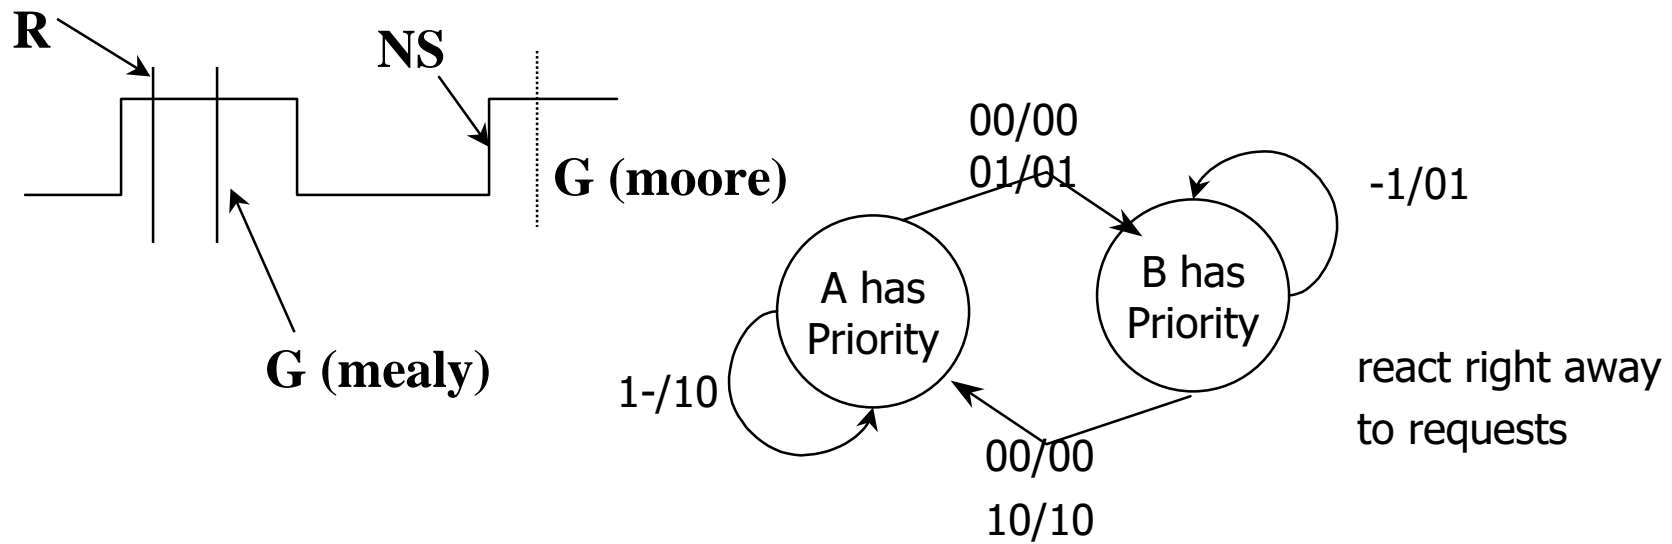 R
NS
G (moore)
G (mealy)
00/00
01/01
-1/01
A has
Priority
B has
Priority
1-/10
00/00
10/10
react right away
to requests